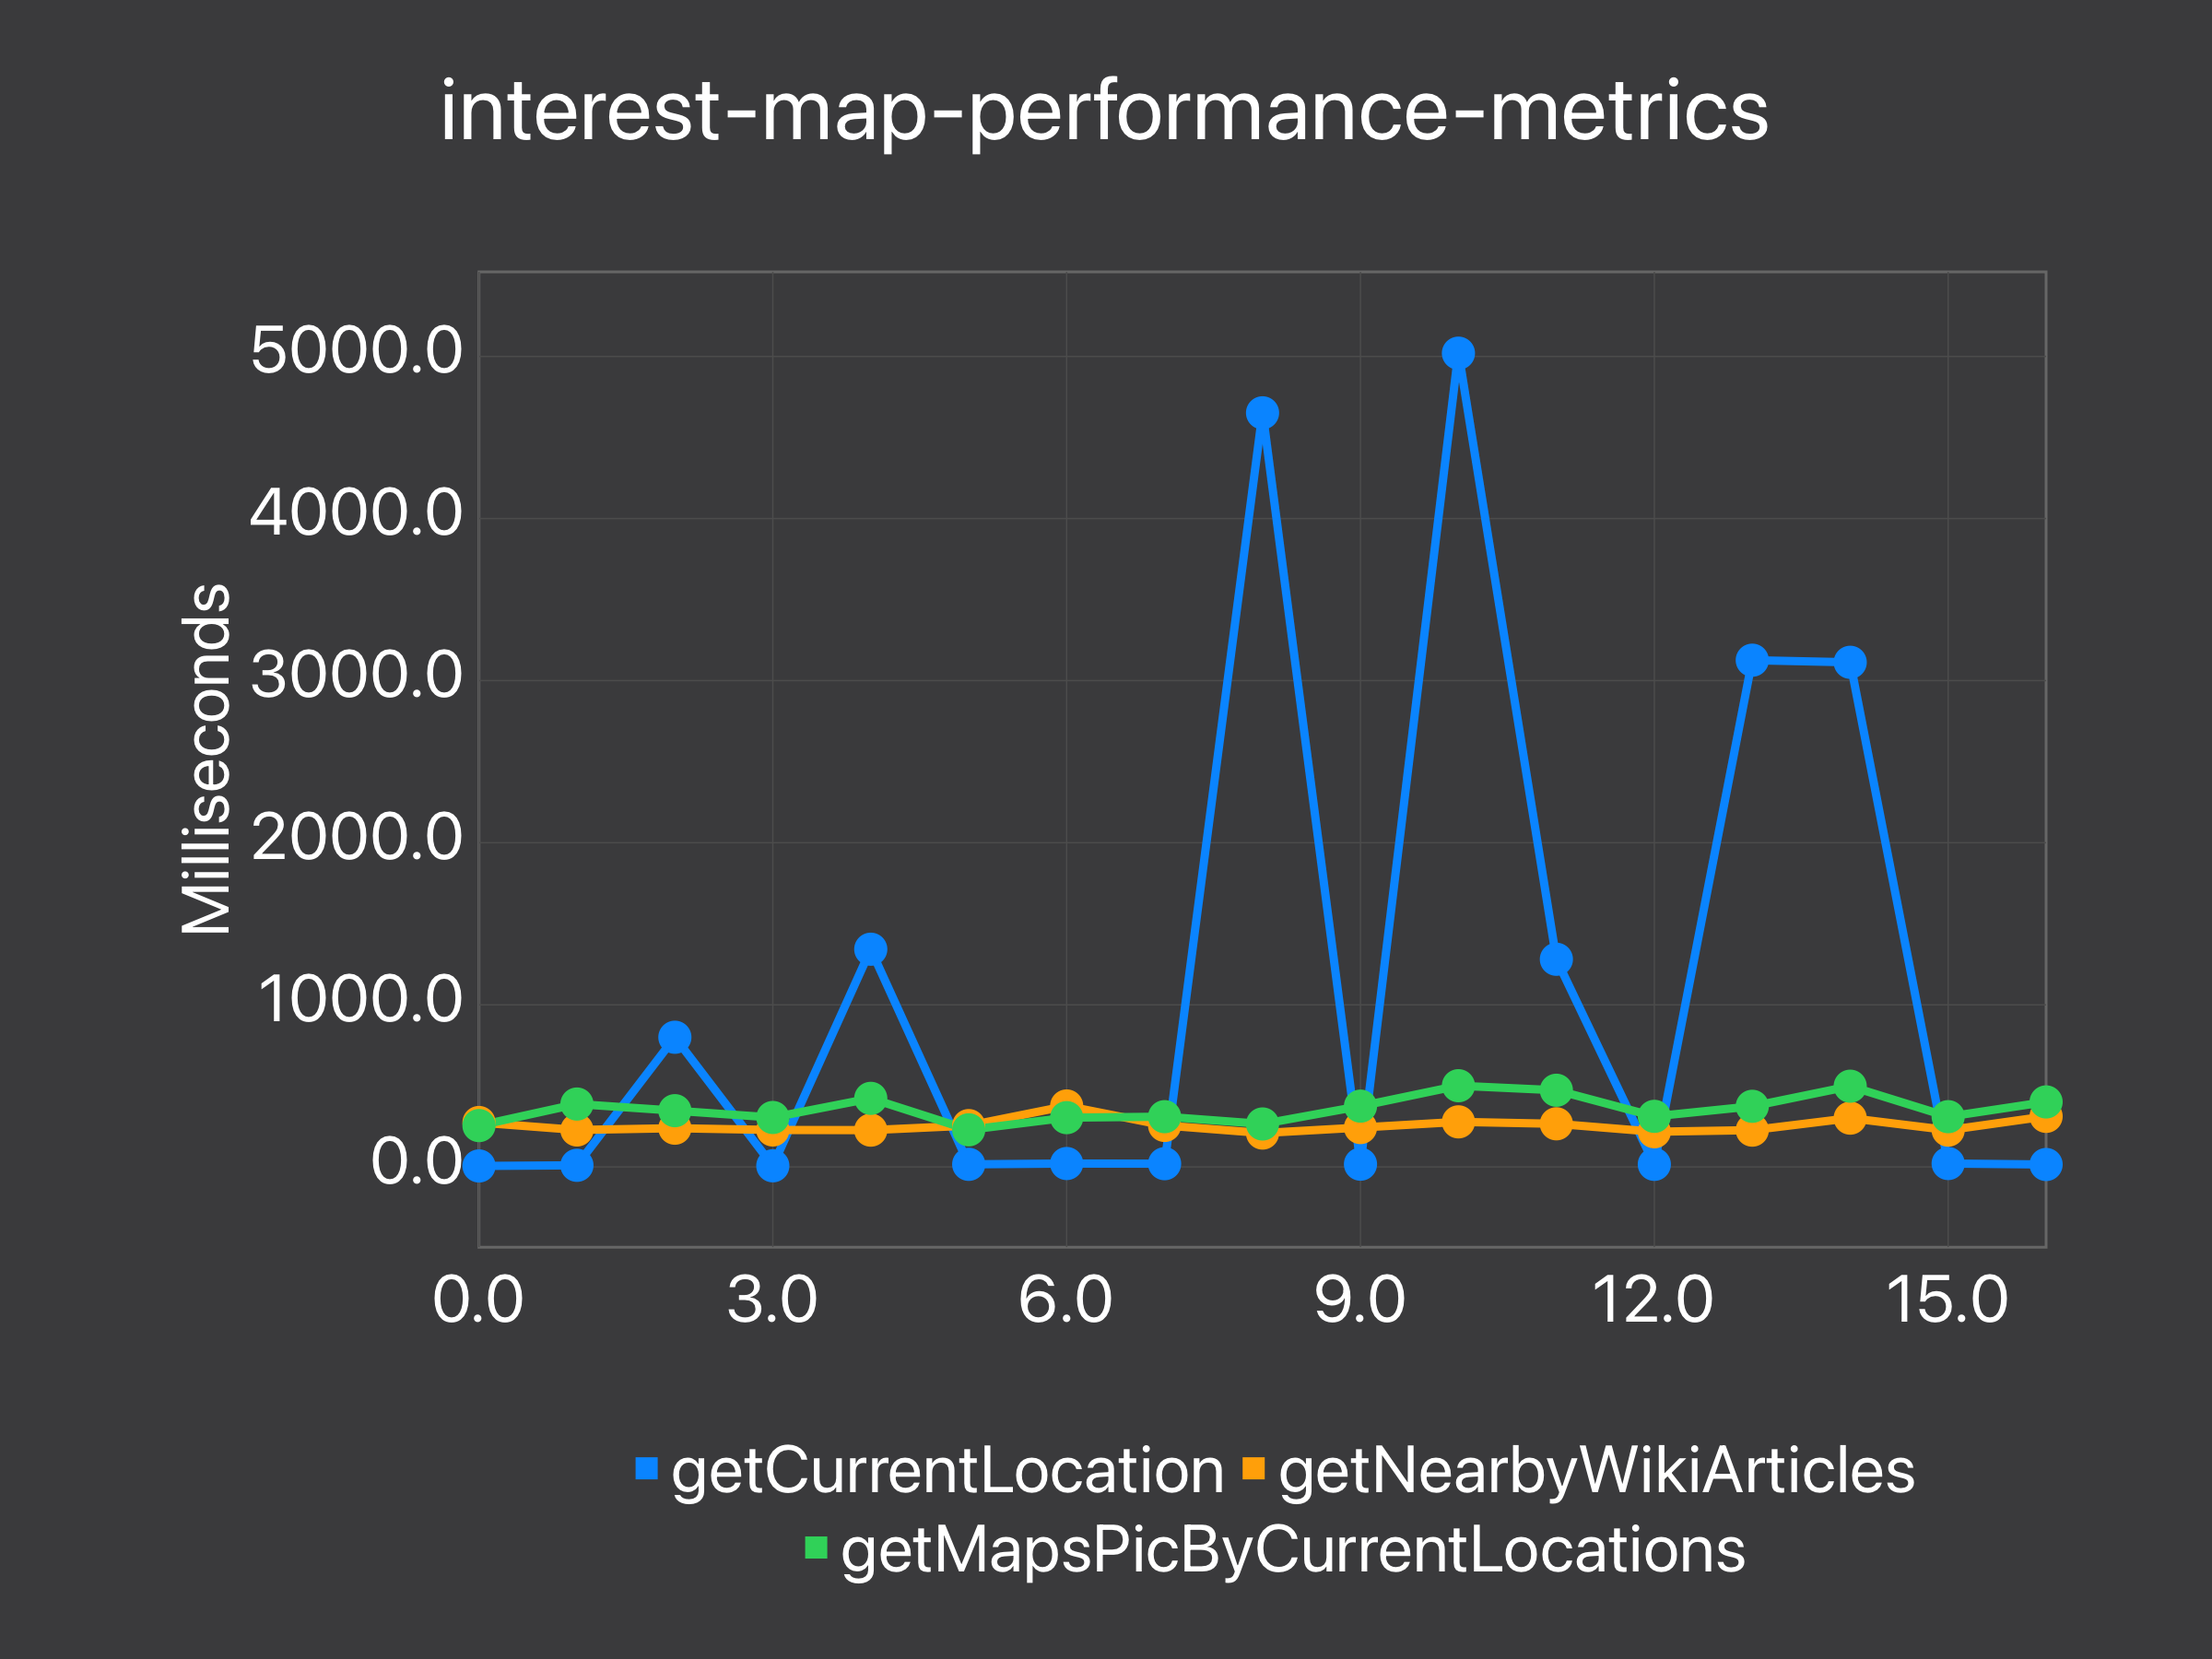 interest-map-performance-metrics
5000.0
4000.0
3000.0
2000.0
1000.0
0.0
Milliseconds
0.0 3.0 6.0 9.0 12.0 15.0
getCurrentLocation getNearbyWikiArticles
getMapsPicByCurrentLocations